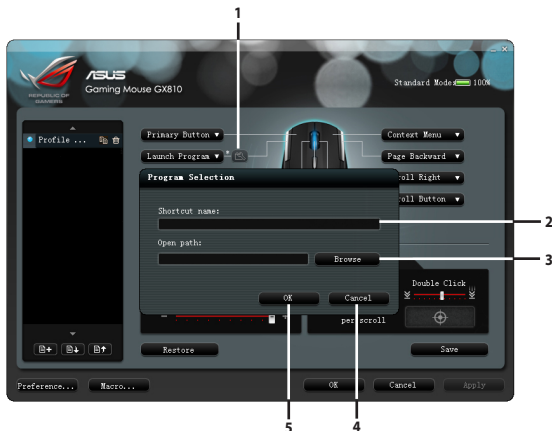 1
ASUS
Gaming Mouse GX810
REPUBLIC OF
GAMERS
Standard Mode 100%
Profile ...
Primary Button
Context Menu
Launch Program
Page Backward
Program Selection
roll Right
Shortcut name:
roll Button
2
Open path:
Browse
3
Double Click
OK
Cancel
per scroll
Restore
Save
Preference...
Macro...
OK
Cancel
Apply
5
4